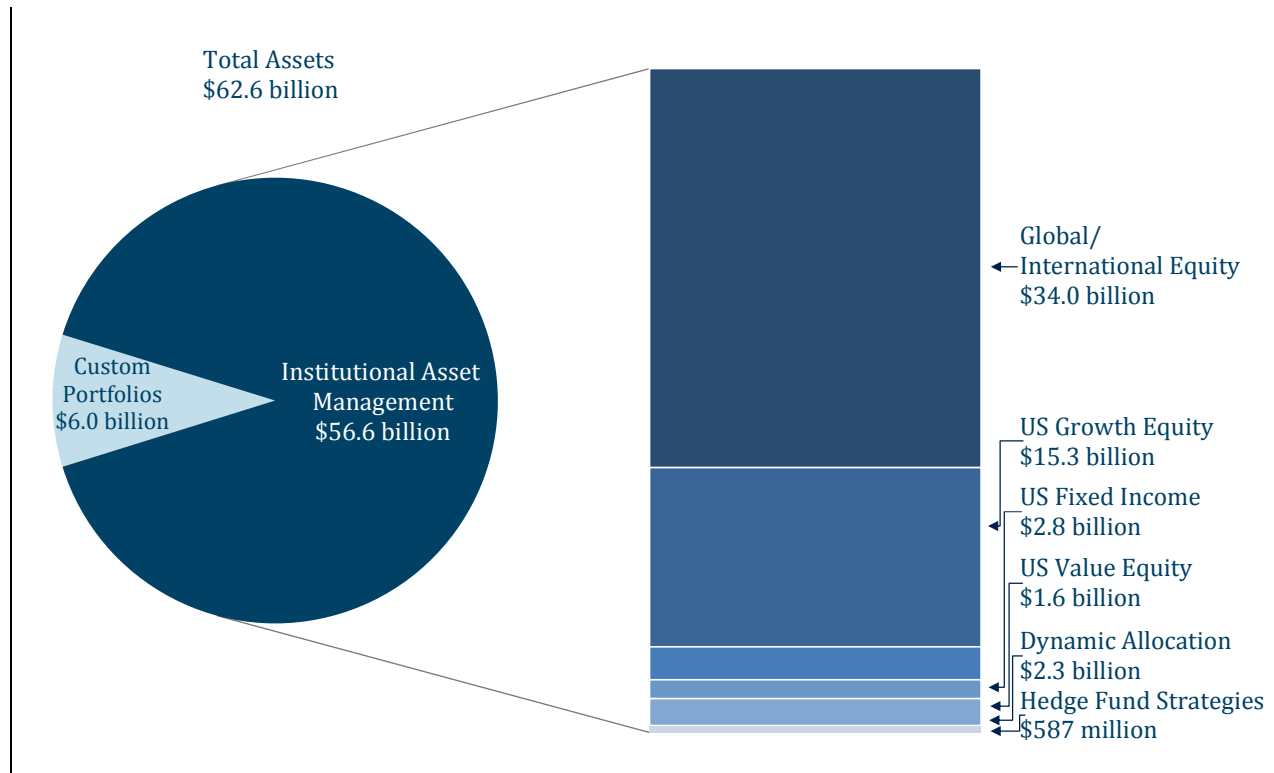 Total Assets
$62.6 billion
Custom
Portfolios
$6.0 billion
Institutional Asset
Management
$56.6 billion
Global/
International Equity
$34.0 billion
US Growth Equity
$15.3 billion
US Fixed Income
$2.8 billion
US Value Equity
$1.6 billion
Dynamic Allocation
$2.3 billion
Hedge Fund Strategies
$587 million